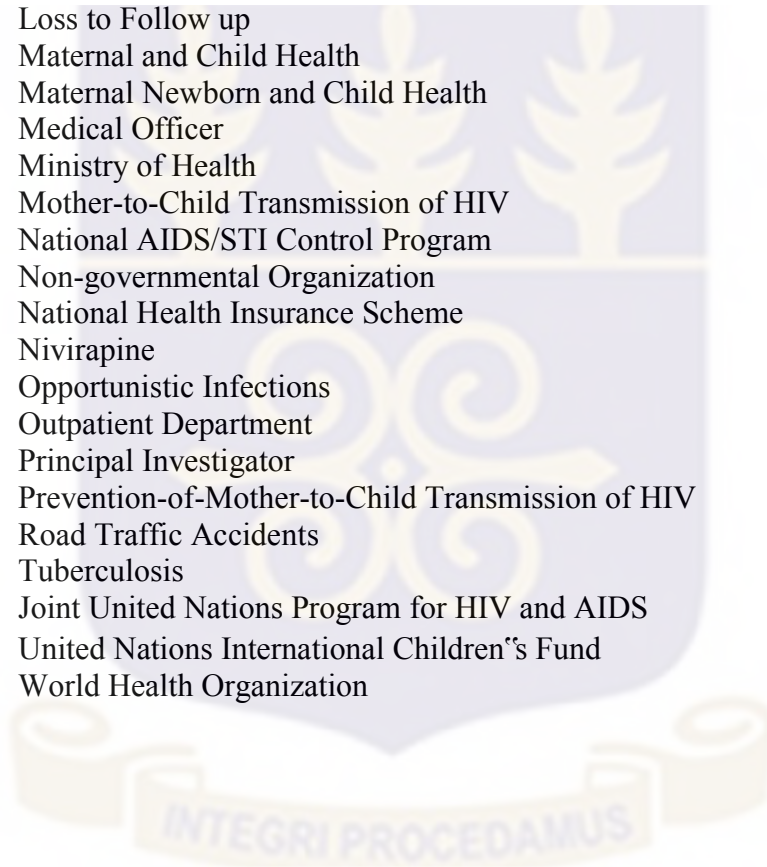 Loss to Follow up
Maternal and Child Health
Maternal Newborn and Child Health
Medical Officer
Ministry of Health
Mother-to-Child Transmission of HIV
National AIDS/STI Control Program
Non-governmental Organization
National Health Insurance Scheme
Nivirapine
Opportunistic Infections
Outpatient Department
Principal Investigator
Prevention-of-Mother-to-Child Transmission of HIV
Road Traffic Accidents
Tuberculosis
Joint United Nations Program for HIV and AIDS
United Nations International Children‟s Fund
World Health Organization
INTEGRI PROCEDAMUS